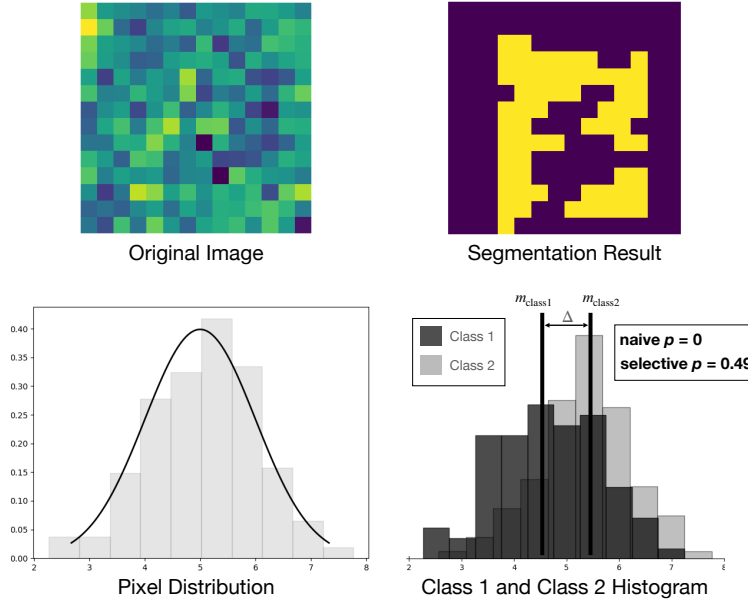 Original Image
Segmentation Result
0.40
0.35
0.30
0.25
0.20
0.15
0.10
0.05
0.00
2 3 4 5 6 7 8
Pixel Distribution
m_class1 m_class2
Δ
Class 1
Class 2
naive p = 0
selective p = 0.49
2 3 4 5 6 7 8
Class 1 and Class 2 Histogram